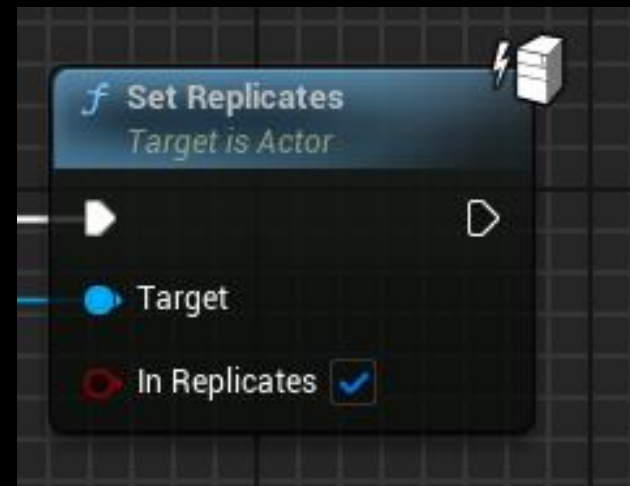 f Set Replicates
Target is Actor
Target
In Replicates